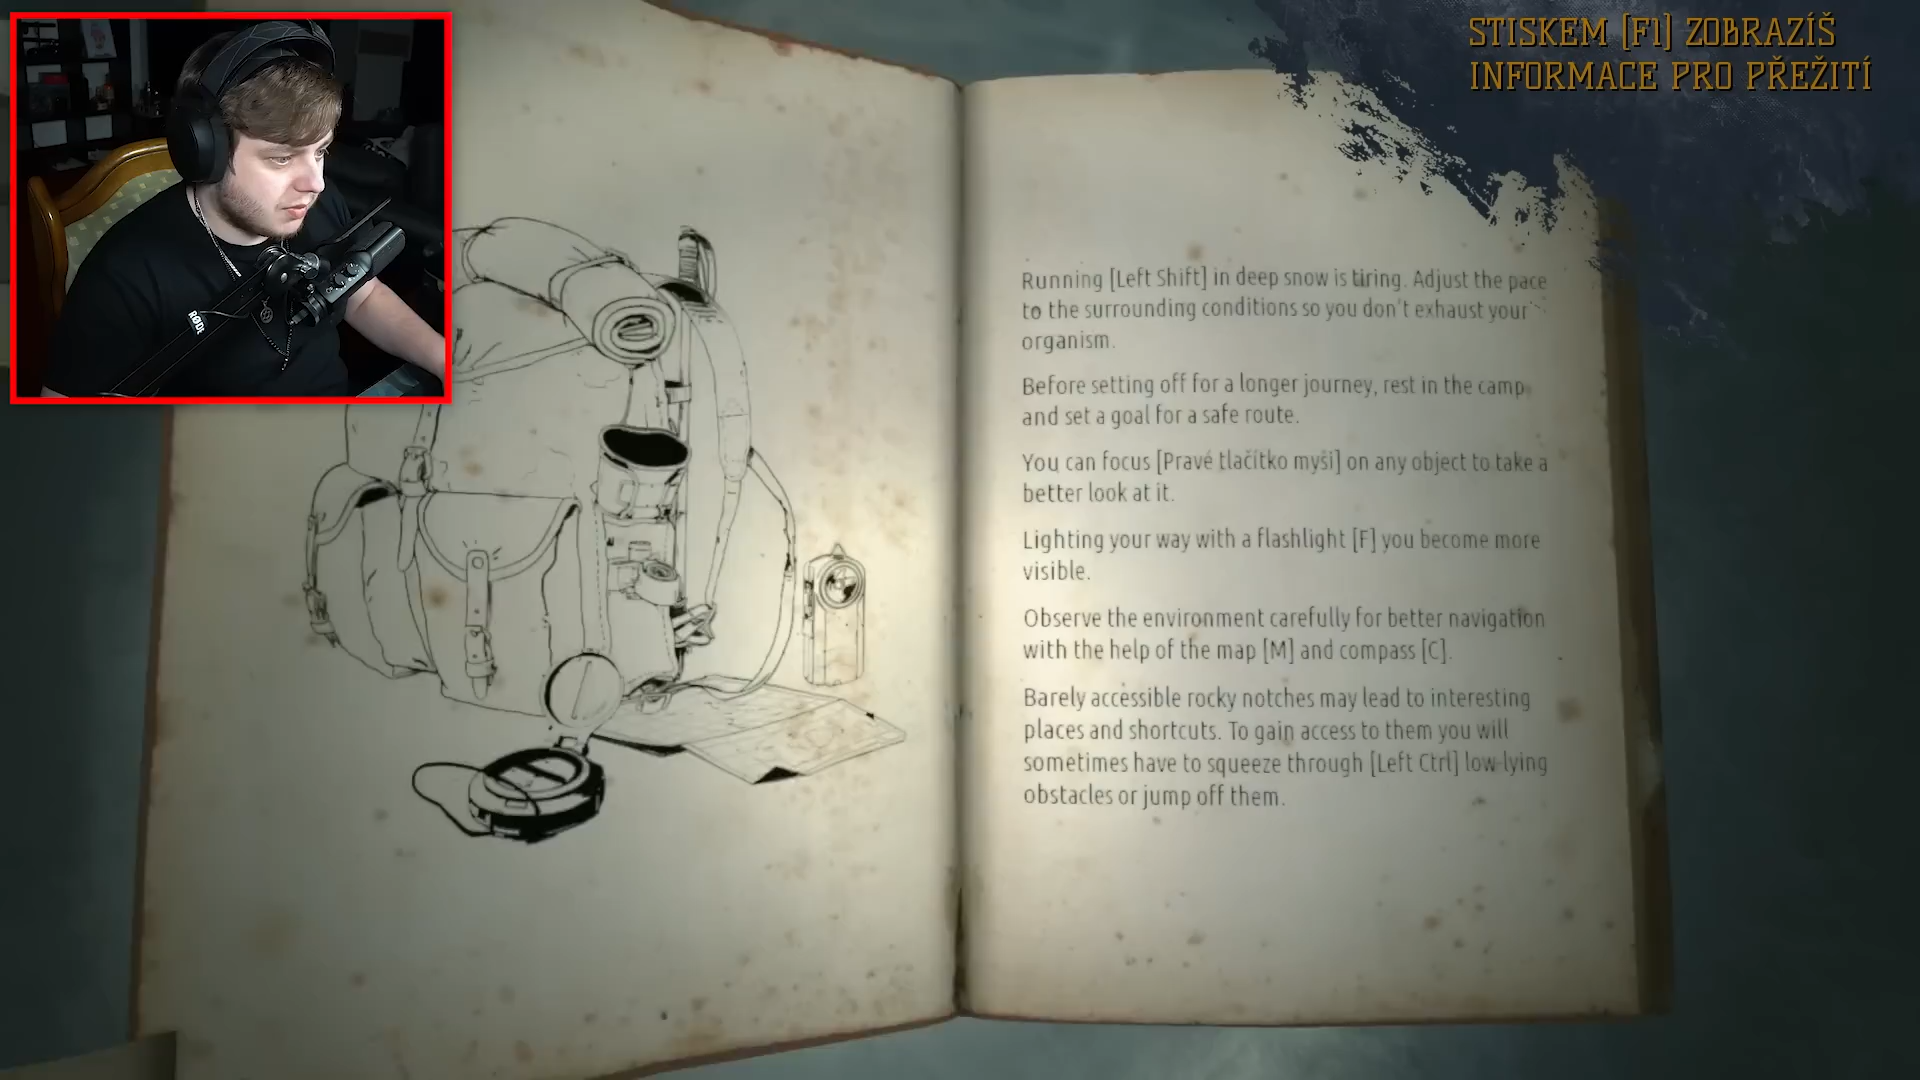 STISKEM [F1] ZOBRAZÍŠ
INFORMACE PRO PŘEŽITÍ
RØDE
Running [Left Shift] in deep snow is tiring. Adjust the pace
to the surrounding conditions so you don't exhaust your
organism.
Before setting off for a longer journey, rest in the camp
and set a goal for a safe route.
You can focus [Pravé tlačítko myši] on any object to take a
better look at it.
Lighting your way with a flashlight [F] you become more
visible.
Observe the environment carefully for better navigation
with the help of the map [M] and compass [C].
Barely accessible rocky notches may lead to interesting
places and shortcuts. To gain access to them you will
sometimes have to squeeze through [Left Ctrl] low-lying
obstacles or jump off them.